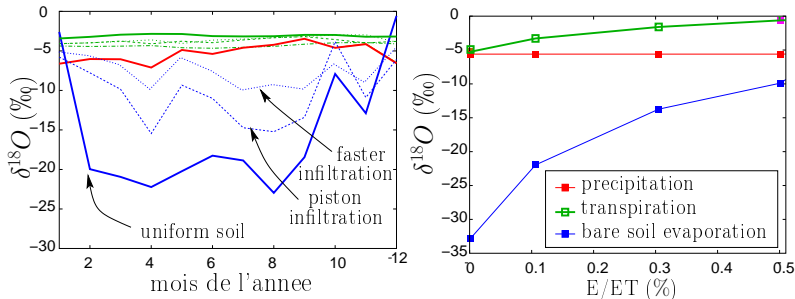 0
−5
−10
−15
−20
−25
−30
δ¹⁸O (‰)
2
4
6
8
10
-12
mois de l'annee
faster
infiltration
piston
infiltration
uniform soil
0
−5
−10
−15
−20
−25
−30
−35
δ¹⁸O (‰)
0
0.1
0.2
0.3
0.4
0.5
E/ET (%)
precipitation
transpiration
bare soil evaporation